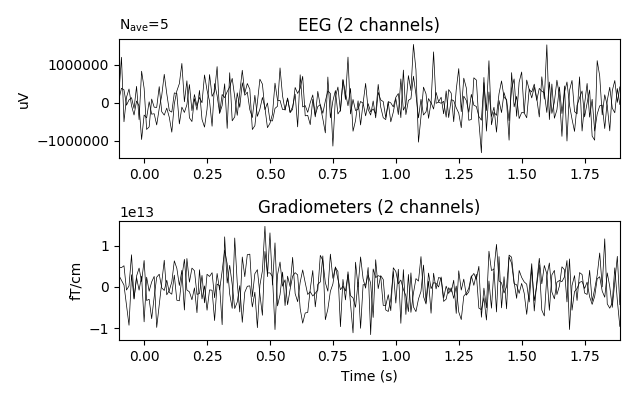 N_ave=5
EEG (2 channels)
uV
1000000
0
−1000000
0.00 0.25 0.50 0.75 1.00 1.25 1.50 1.75
1e13
Gradiometers (2 channels)
fT/cm
1
0
−1
0.00 0.25 0.50 0.75 1.00 1.25 1.50 1.75
Time (s)